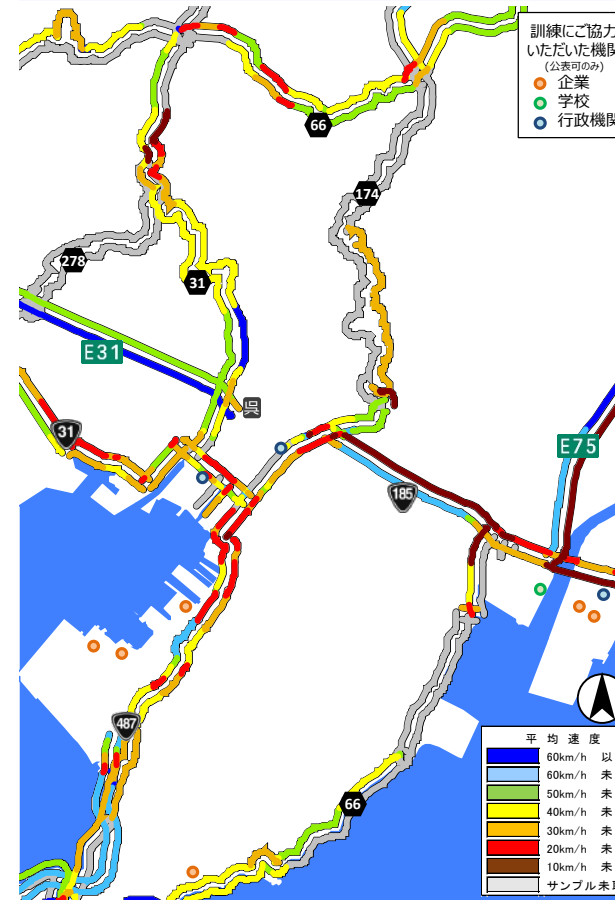 訓練にご協力
いただいた機関
(公表可のみ)
企業
学校
行政機関
66
174
278
31
E31
呉
31
E75
185
487
66
平 均 速 度
60km/h 以
60km/h 未
50km/h 未
40km/h 未
30km/h 未
20km/h 未
10km/h 未
サンプル未